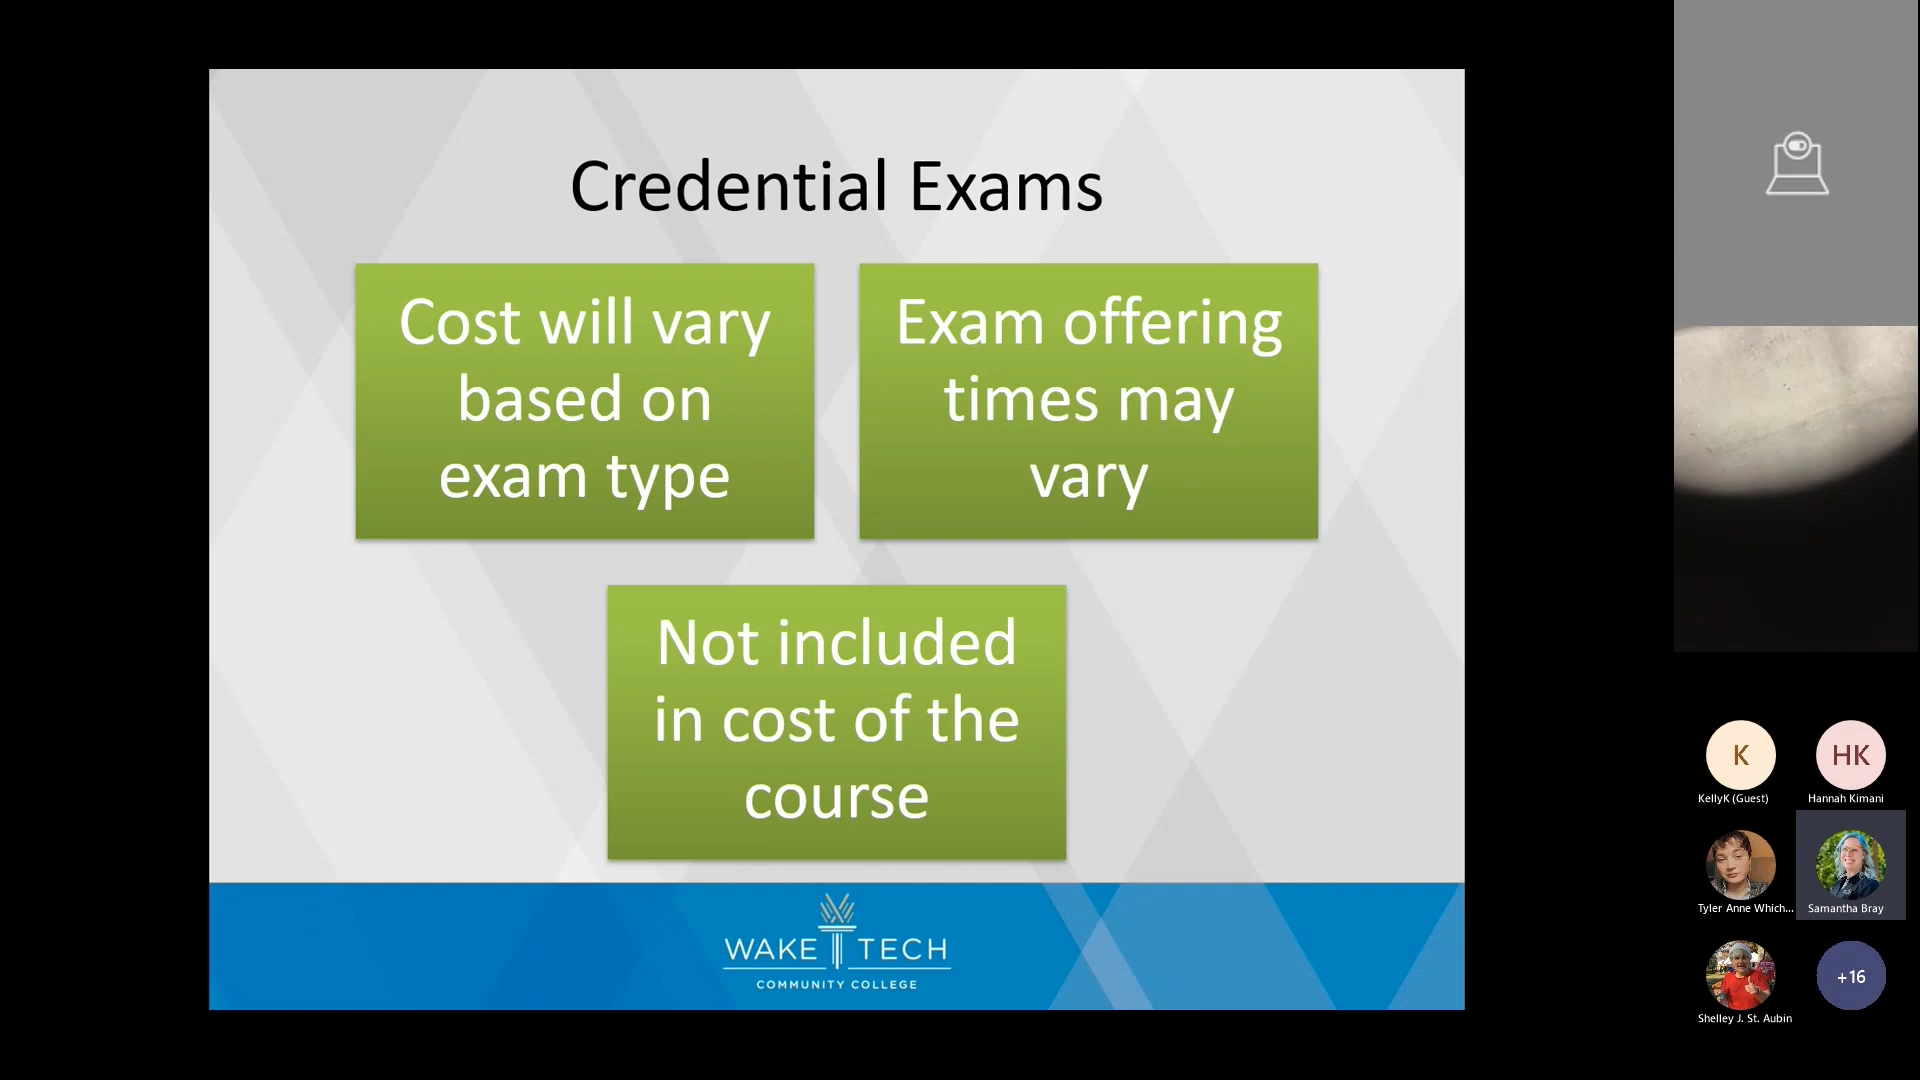 Credential Exams
Cost will vary
based on
exam type
Exam offering
times may
vary
Not included
in cost of the
course
WAKE TECH
COMMUNITY COLLEGE
K
KellyK (Guest)
HK
Hannah Kimani
Tyler Anne Which...
Samantha Bray
Shelley J. St. Aubin
+16